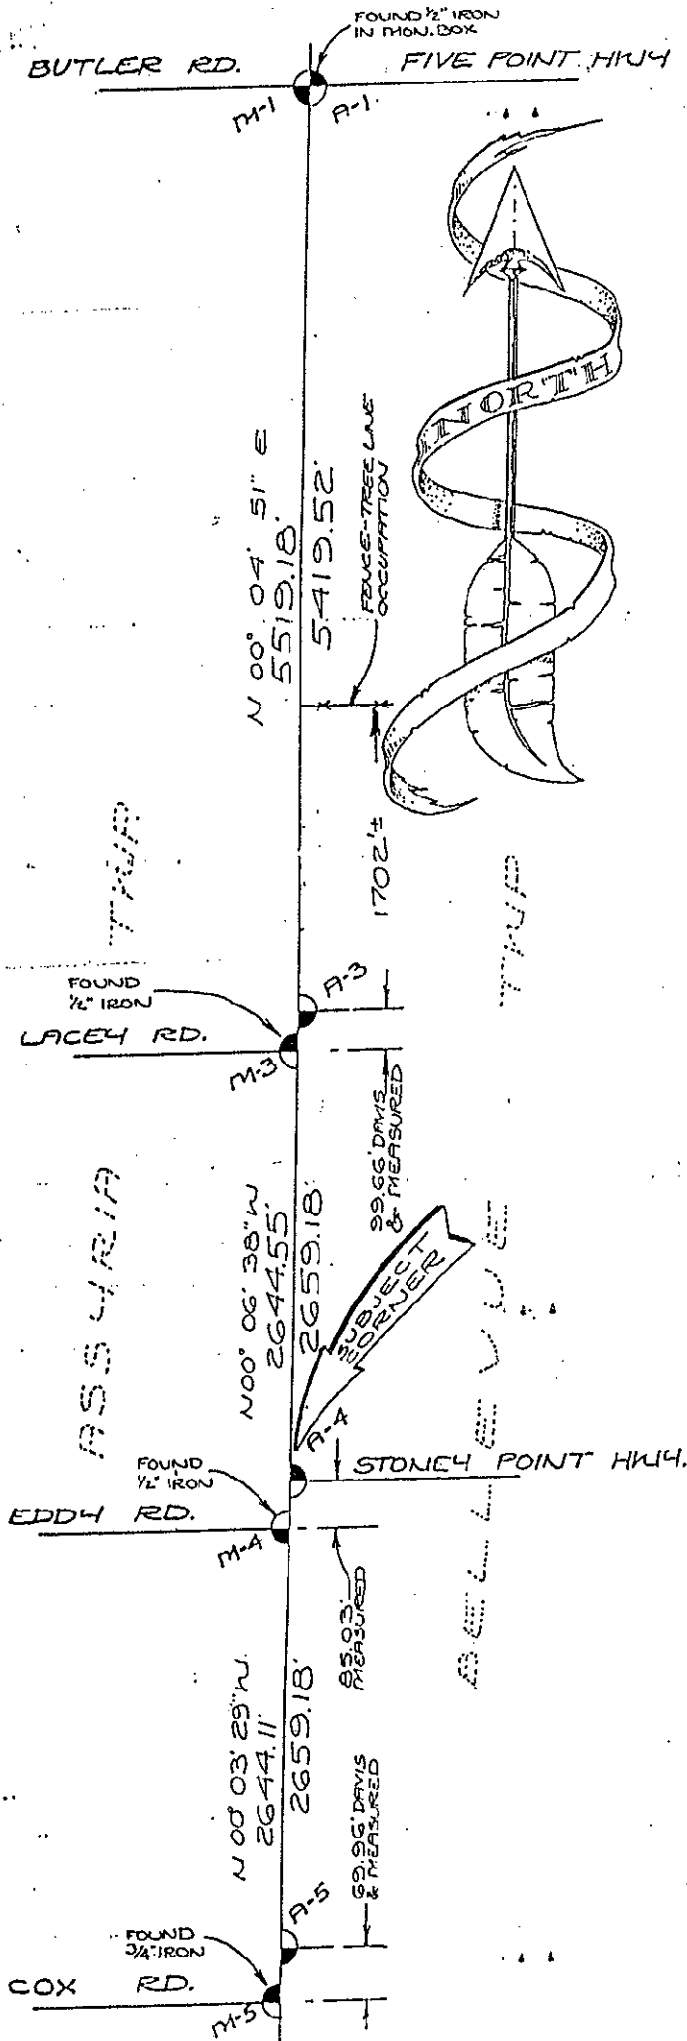 FOUND ½" IRON
IN MON. BOX
BUTLER RD.
FIVE POINT HWY
M-1
A-1
NORTH
N 00° 04' 51" E
5519.18'
5419.52'
FENCE-TREE LINE
OCCUPATION
1702'±
TWP
TWP
A-3
FOUND
½" IRON
LACEY RD.
M-3
99.66' DAVIS
& MEASURED
ASSYRIA
BELLEVUE
N00° 06' 38" W
2644.55'
2659.18'
SUBJECT
CORNER
A-4
FOUND
½" IRON
STONEY POINT HWY.
EDDY RD.
M-4
85.03'
MEASURED
N 00° 03' 29" W.
2644.11'
2659.18'
69.96' DAVIS
& MEASURED
A-5
FOUND
3/4" IRON
COX RD.
M-5